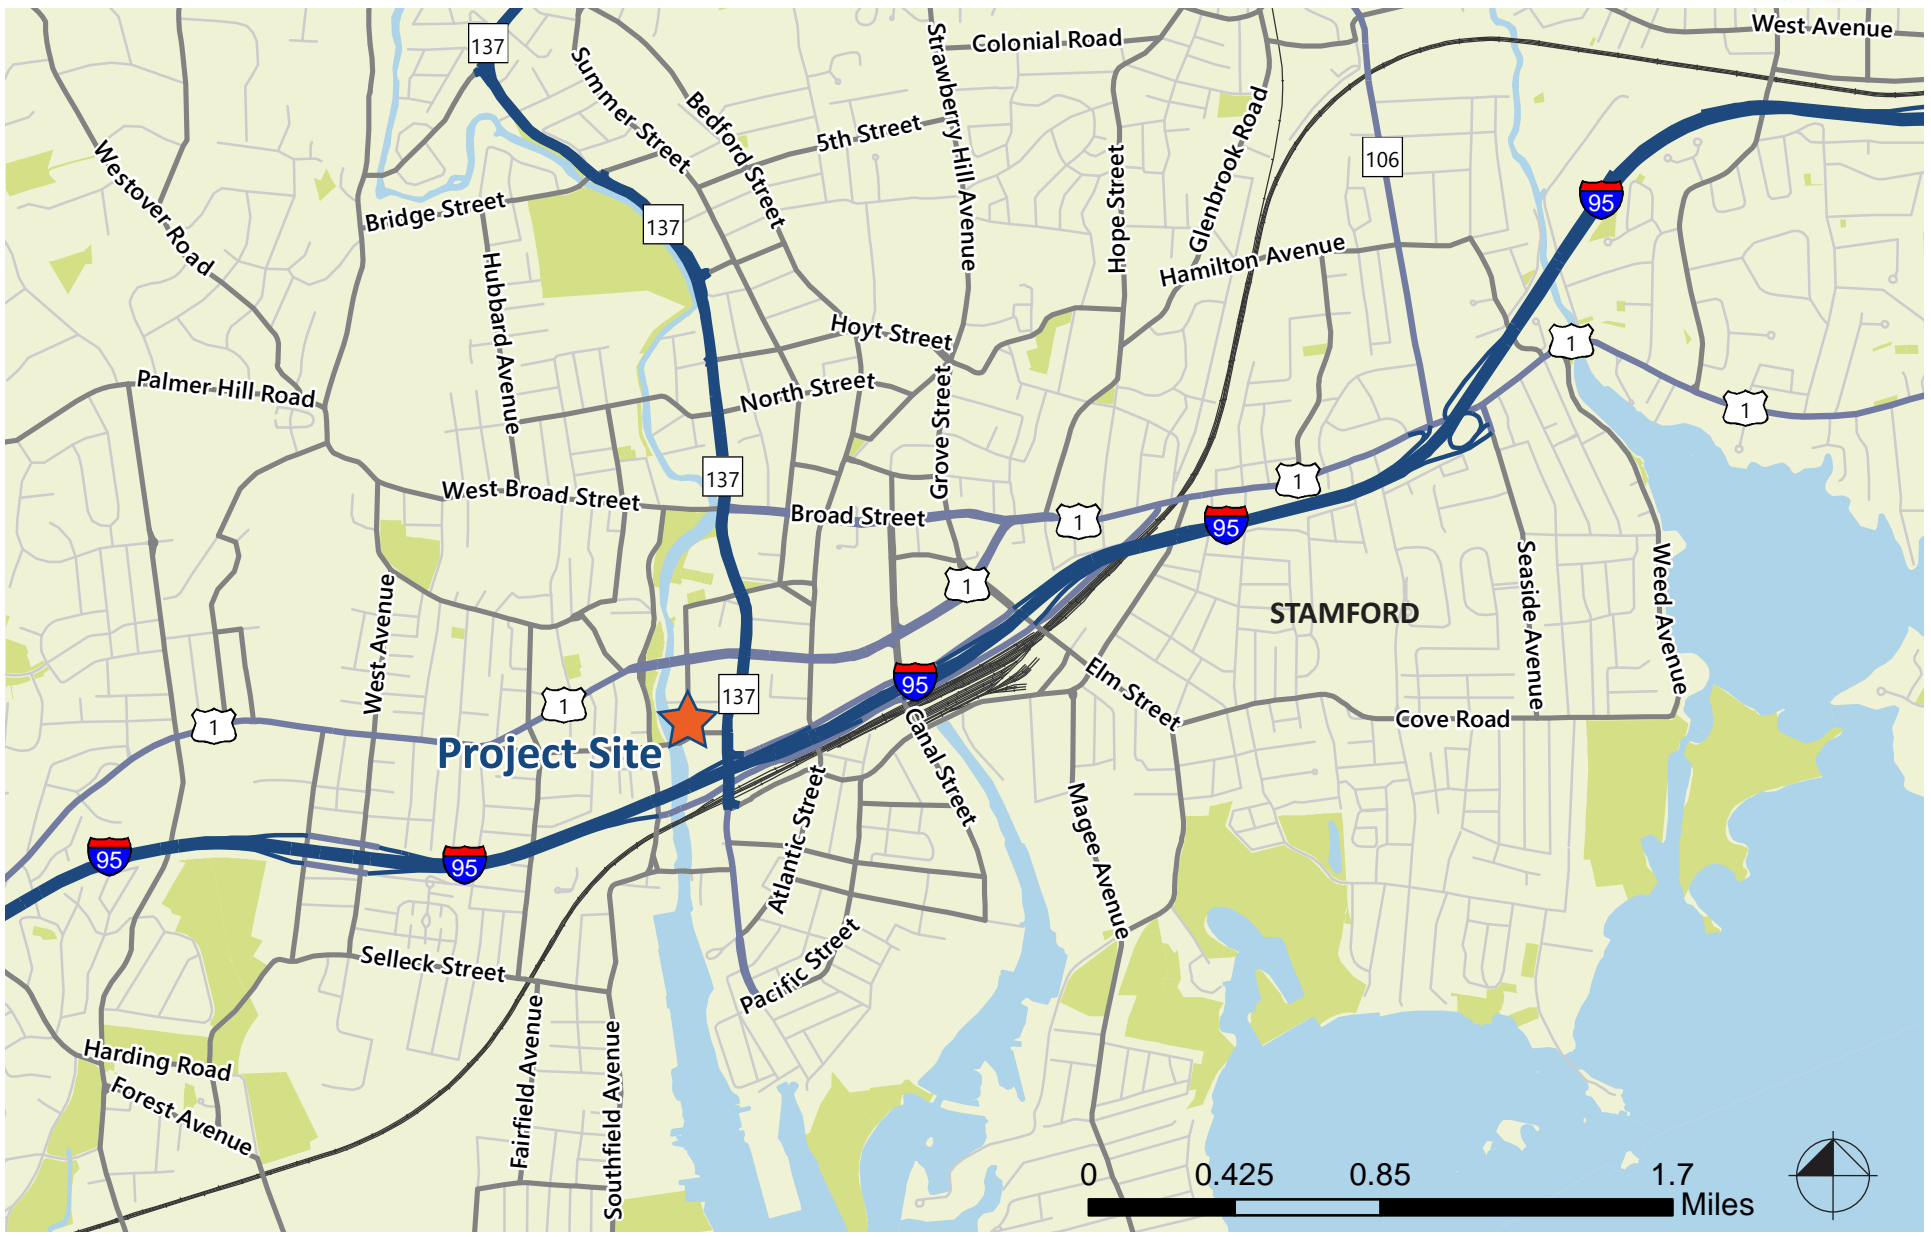 West Avenue
Colonial Road
137
Summer Street
Strawberry Hill Avenue
Bedford Street
5th Street
Glenbrook Road
106
Westover Road
Hope Street
95
Bridge Street
137
Hubbard Avenue
Hamilton Avenue
Hoyt Street
1
Palmer Hill Road
North Street
Grove Street
1
West Broad Street
137
Broad Street
1
1
95
1
STAMFORD
Seaside Avenue
Weed Avenue
West Avenue
1
1
137
95
Elm Street
Cove Road
Project Site
Canal Street
Atlantic Street
Magee Avenue
95
95
Selleck Street
Pacific Street
Fairfield Avenue
Southfield Avenue
Harding Road
Forest Avenue
0 0.425 0.85 1.7
Miles